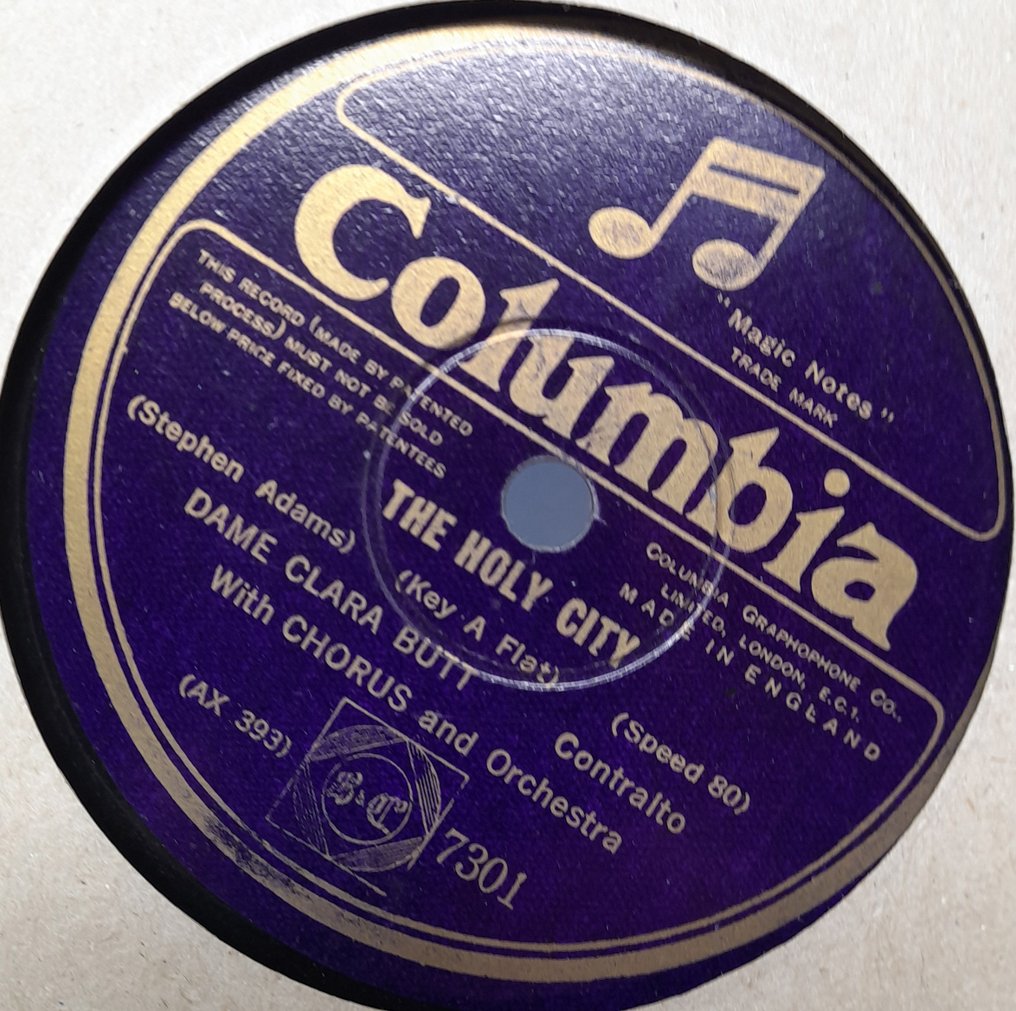 "Magic Notes"
TRADE MARK
Columbia
THIS RECORD (MADE BY PATENTED
PROCESS) MUST NOT BE SOLD
BELOW PRICE FIXED BY PATENTEES
COLUMBIA GRAPHOPHONE CO.,
LIMITED, LONDON, E.C.1.
MADE IN ENGLAND
THE HOLY CITY
(Stephen Adams) (Key A Flat) (Speed 80)
DAME CLARA BUTT Contralto
With CHORUS and Orchestra
(AX 393)
S & C
7301